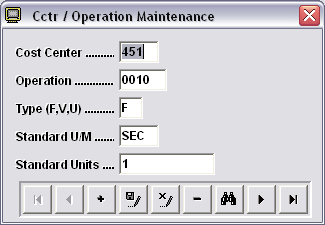 Cctr / Operation Maintenance
Cost Center ......... 451
Operation ........... 0010
Type (F,V,U) ........... F
Standard U/M ....... SEC
Standard Units .... 1